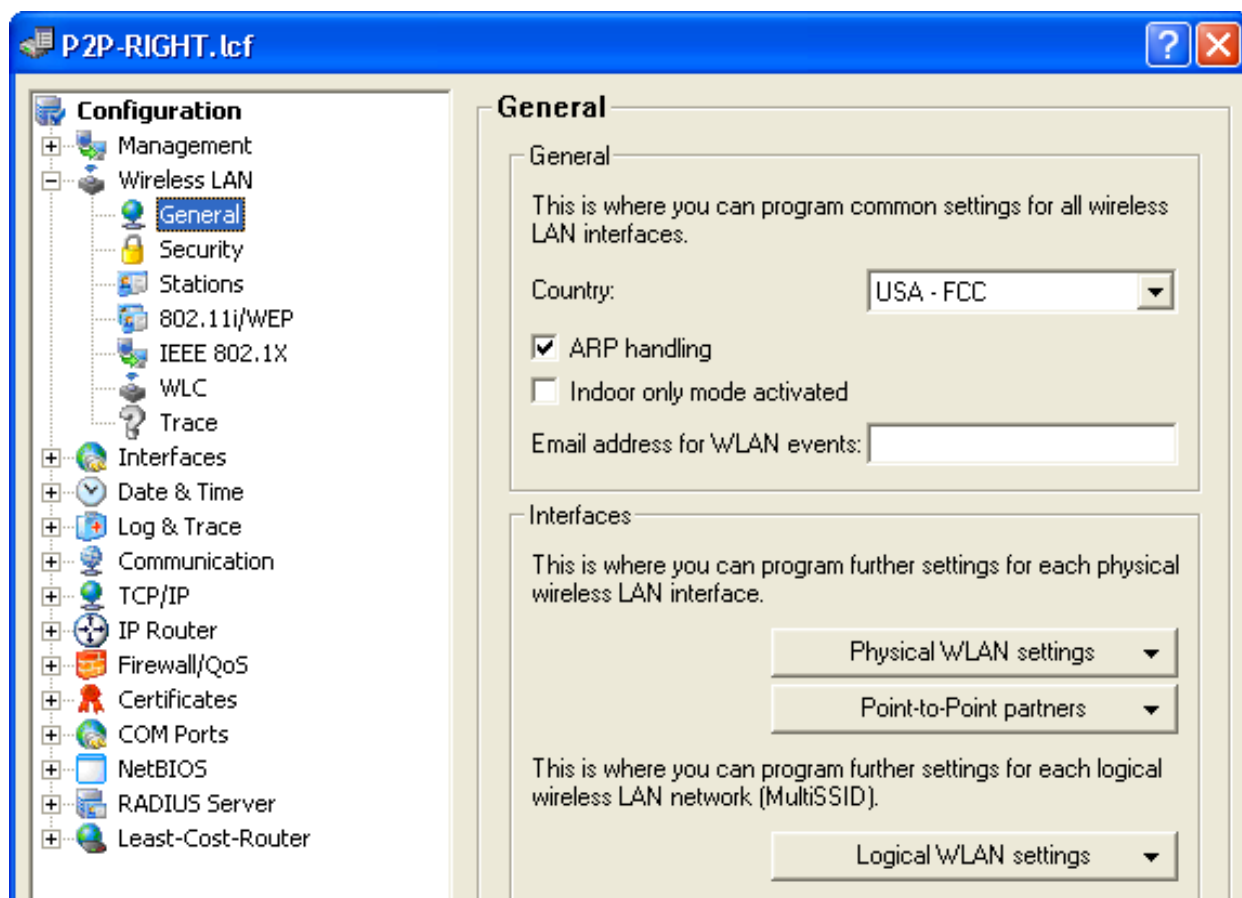 P2P-RIGHT.lcf
Configuration
Management
Wireless LAN
General
Security
Stations
802.11i/WEP
IEEE 802.1X
WLC
Trace
Interfaces
Date & Time
Log & Trace
Communication
TCP/IP
IP Router
Firewall/QoS
Certificates
COM Ports
NetBIOS
RADIUS Server
Least-Cost-Router
General
General
This is where you can program common settings for all wireless
LAN interfaces.
Country: USA - FCC
ARP handling
Indoor only mode activated
Email address for WLAN events:
Interfaces
This is where you can program further settings for each physical
wireless LAN interface.
Physical WLAN settings
Point-to-Point partners
This is where you can program further settings for each logical
wireless LAN network (MultiSSID).
Logical WLAN settings